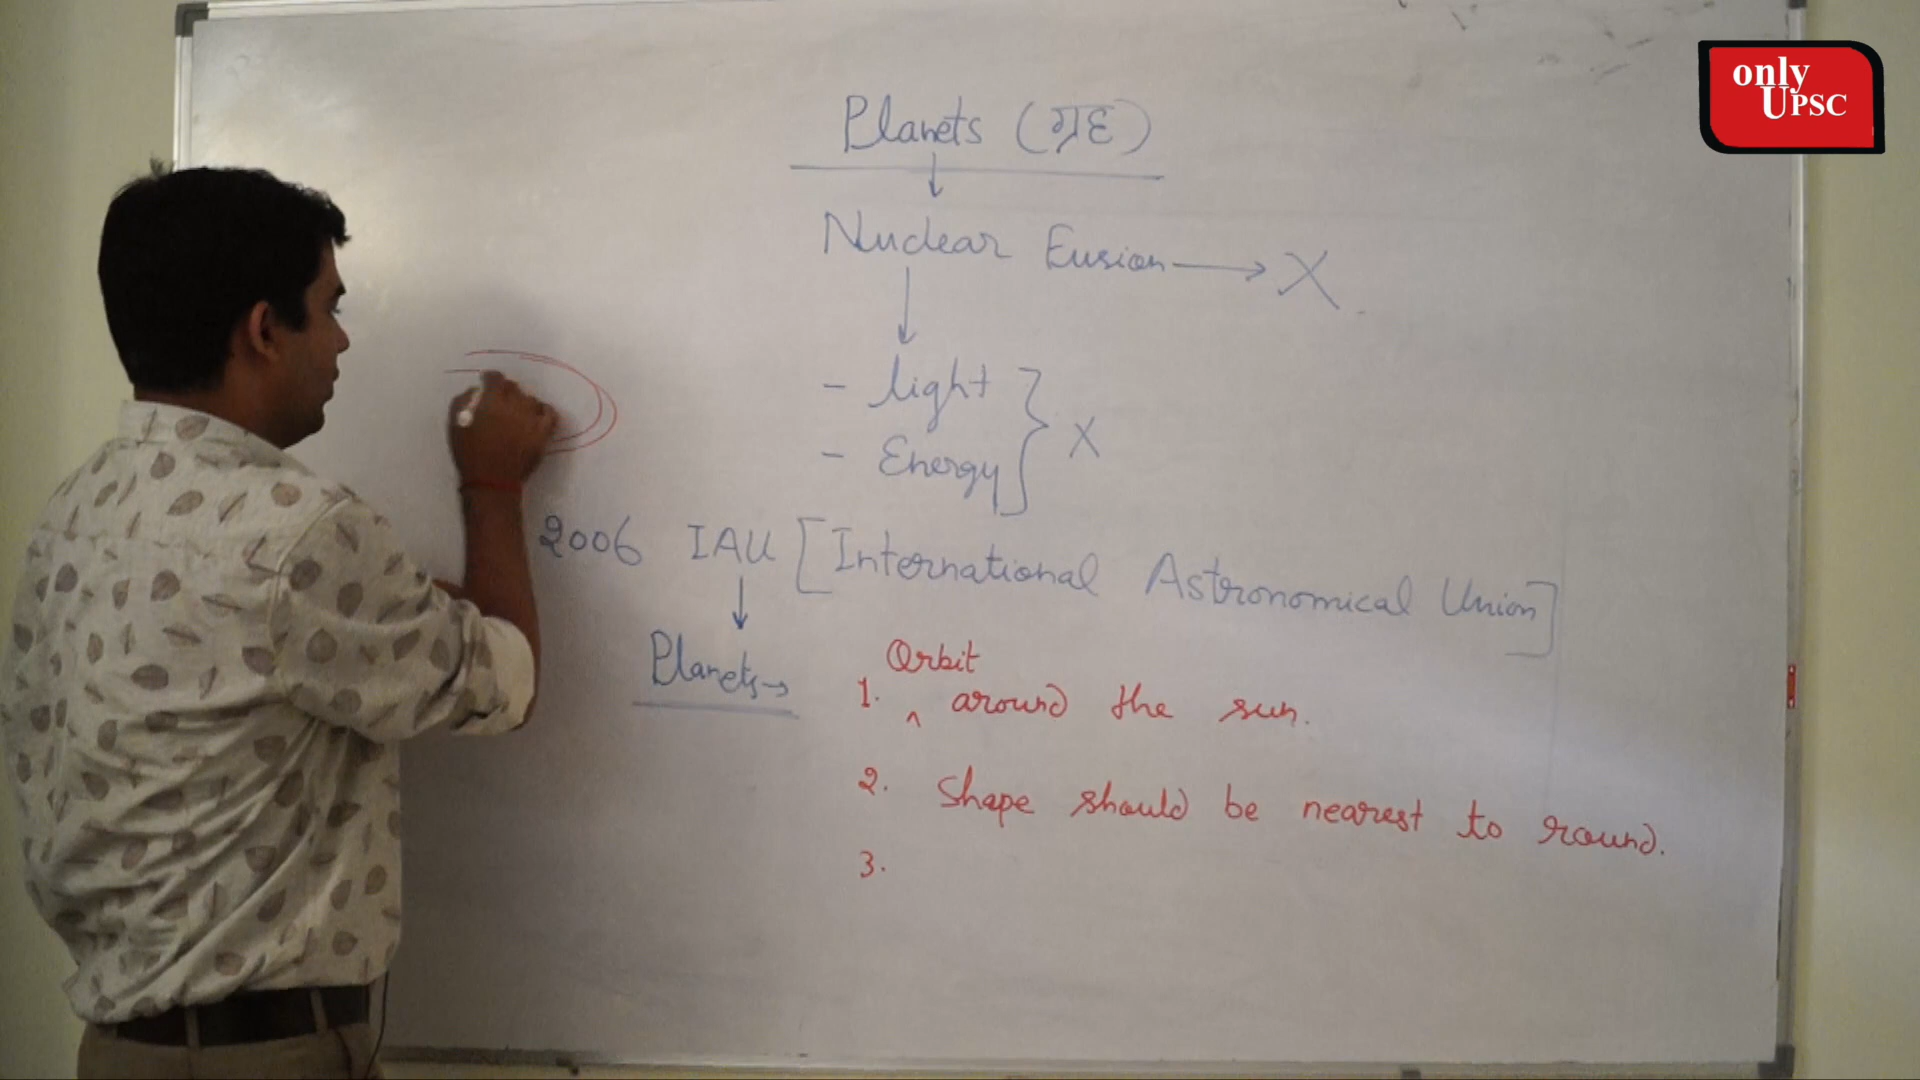 only
UPSC
Planets (ग्रह)
Nuclear Fusion → X
- light
- Energy } X
2006 IAU [International Astronomical Union]
Planets →
Orbit
1. ^ around the sun.
2. Shape should be nearest to round.
3.